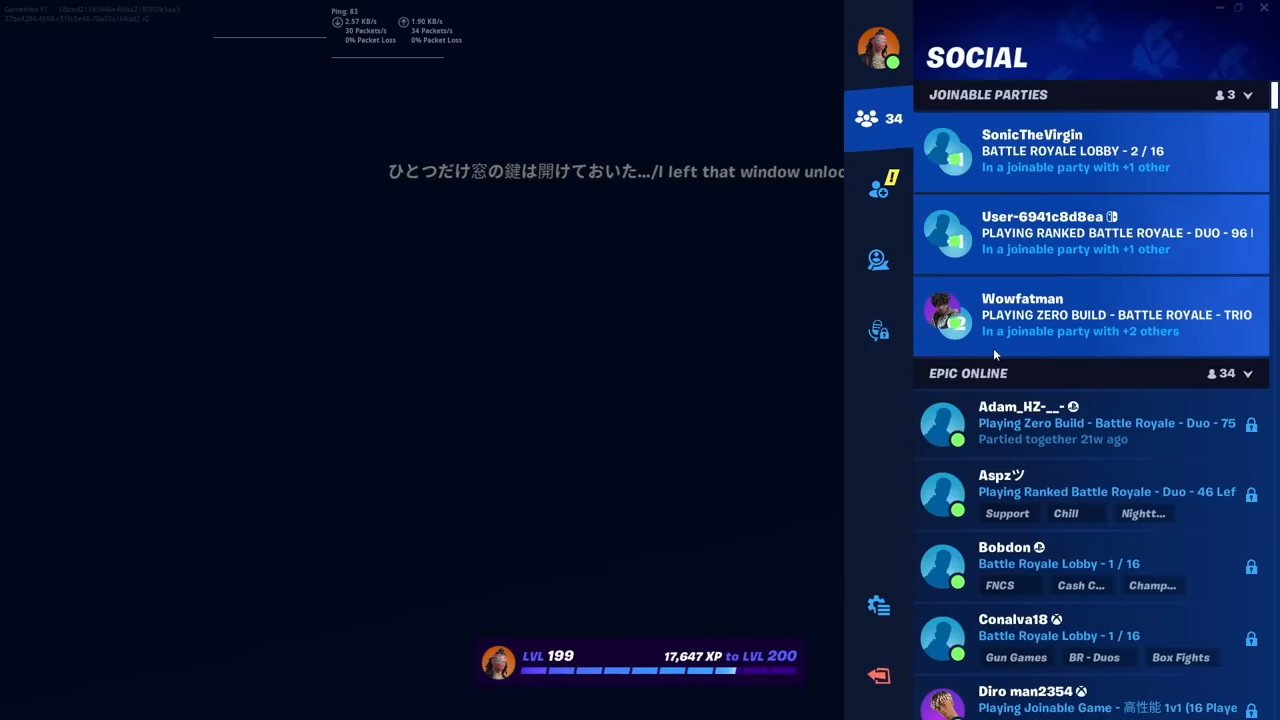 GamerHex YT
Ping: 83
2.57 KB/s
1.90 KB/s
30 Packets/s
34 Packets/s
0% Packet Loss
0% Packet Loss
ひとつだけ窓の鍵は開けておいた.../I left that window unloc
LVL 199
17,647 XP to LVL 200
34
SOCIAL
JOINABLE PARTIES
3
SonicTheVirgin
BATTLE ROYALE LOBBY - 2 / 16
In a joinable party with +1 other
User-6941c8d8ea
PLAYING RANKED BATTLE ROYALE - DUO - 96
In a joinable party with +1 other
Wowfatman
PLAYING ZERO BUILD - BATTLE ROYALE - TRIO
In a joinable party with +2 others
EPIC ONLINE
34
Adam_HZ-__-
Playing Zero Build - Battle Royale - Duo - 75
Partied together 21w ago
Aspzツ
Playing Ranked Battle Royale - Duo - 46 Lef
Support Chill Nightt...
Bobdon
Battle Royale Lobby - 1 / 16
FNCS Cash C... Champ...
Conalva18
Battle Royale Lobby - 1 / 16
Gun Games BR - Duos Box Fights
Diro man2354
Playing Joinable Game - 高性能 1v1 (16 Playe